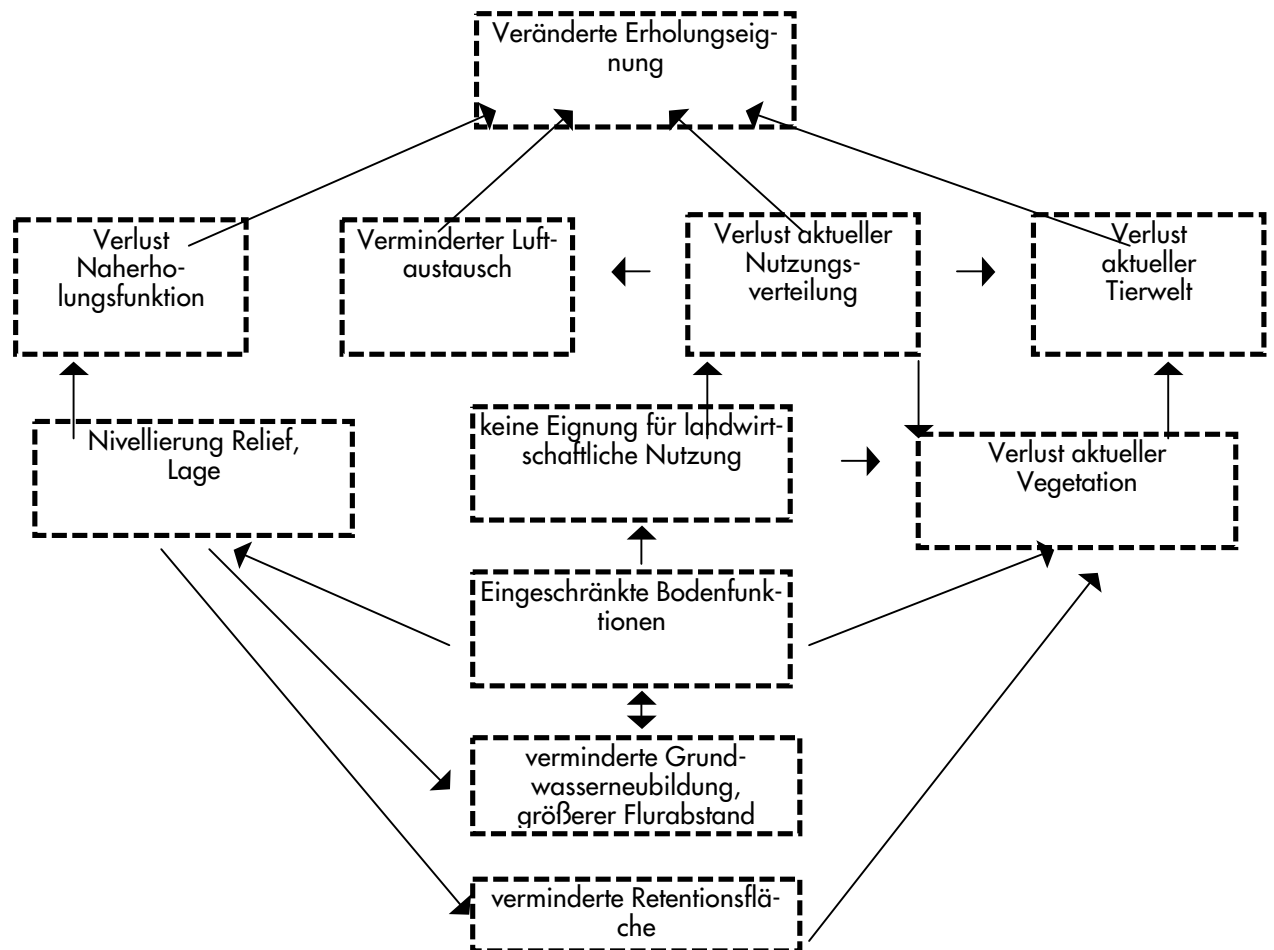 Veränderte Erholungseig-
nung
Verlust
Naherho-
lungsfunktion
Verminderter Luft-
austausch
Verlust aktueller
Nutzungs-
verteilung
Verlust
aktueller
Tierwelt
Nivellierung Relief,
Lage
keine Eignung für landwirt-
schaftliche Nutzung
Verlust aktueller
Vegetation
Eingeschränkte Bodenfunk-
tionen
verminderte Grund-
wasserneubildung,
größerer Flurabstand
verminderte Retentionsflä-
che